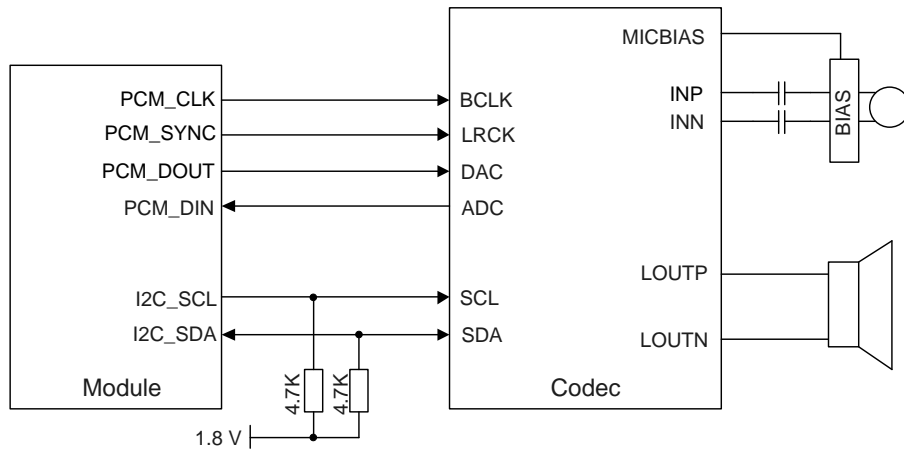 MICBIAS
PCM_CLK
BCLK
INP
PCM_SYNC
LRCK
INN
BIAS
PCM_DOUT
DAC
PCM_DIN
ADC
LOUTP
I2C_SCL
SCL
I2C_SDA
SDA
LOUTN
4.7K
4.7K
Module
Codec
1.8 V